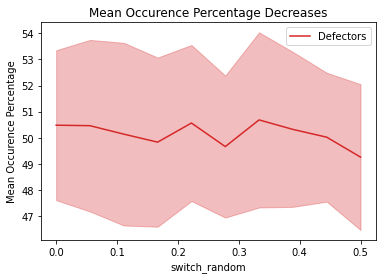 Mean Occurence Percentage Decreases
Defectors
Mean Occurence Percentage
54
53
52
51
50
49
48
47
0.0 0.1 0.2 0.3 0.4 0.5
switch_random